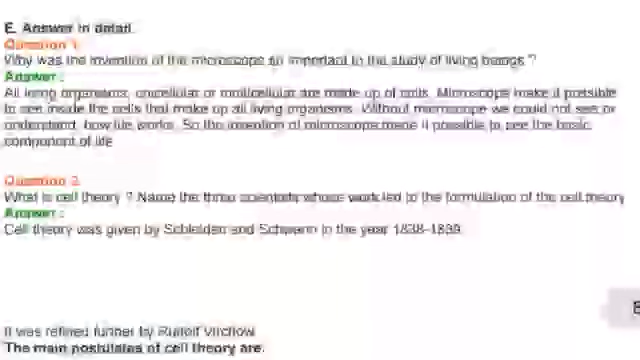 E. Answer in detail.
Question 1.
Why was the invention of the microscope so important to the study of living beings ?
Answer :
All living organisms, unicellular or multicellular are made up of cells. Microscope make it possible
to see inside the cells that make up all living organisms. Without microscope we could not see or
understand, how life works. So the invention of microscope made it possible to see the basic
component of life.
Question 2.
What is cell theory ? Name the three scientists whose work led to the formulation of the cell theory.
Answer :
Cell theory was given by Schleiden and Schwann in the year 1838-1839.
It was refined further by Rudolf Virchow.
The main postulates of cell theory are.